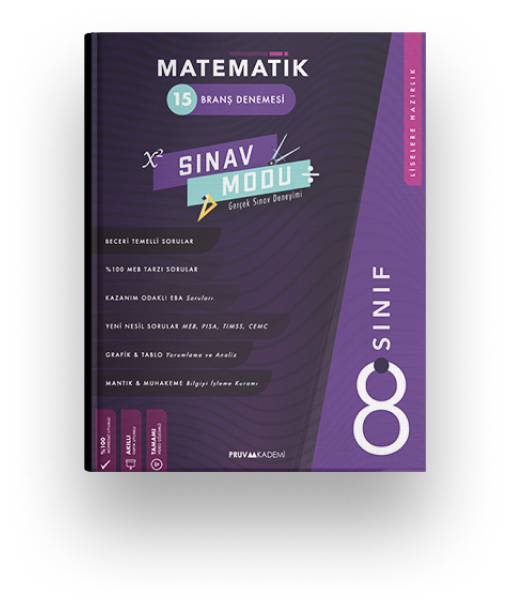 MATEMATİK
15 BRANŞ DENEMESİ
LİSELERE HAZIRLIK
x²
SINAV
MODU
Gerçek Sınav Deneyimi
BECERİ TEMELLİ SORULAR
%100 MEB TARZI SORULAR
KAZANIM ODAKLI EBA Soruları
YENİ NESİL SORULAR MEB, PISA, TIMSS, CEMC
GRAFİK & TABLO Yorumlama ve Analiz
MANTIK & MUHAKEME Bilgiyi İşleme Kuramı
8. SINIF
%100
AKILLI
TAMAMI
PRUVAKADEMİ